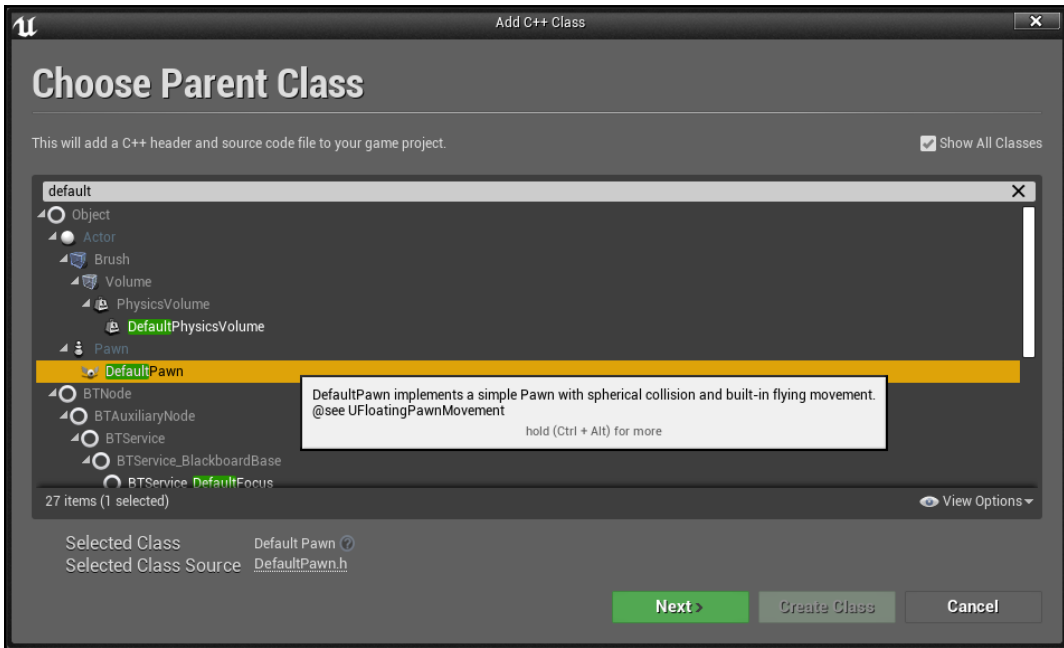 Add C++ Class
Choose Parent Class
This will add a C++ header and source code file to your game project.
Show All Classes
default
Object
Actor
Brush
Volume
PhysicsVolume
DefaultPhysicsVolume
Pawn
DefaultPawn
BTNode
DefaultPawn implements a simple Pawn with spherical collision and built-in flying movement.
@see UFloatingPawnMovement
hold (Ctrl + Alt) for more
BTAuxiliaryNode
BTService
BTService_BlackboardBase
BTService_DefaultFocus
27 items (1 selected)
View Options
Selected Class Default Pawn
Selected Class Source DefaultPawn.h
Next
Create Class
Cancel